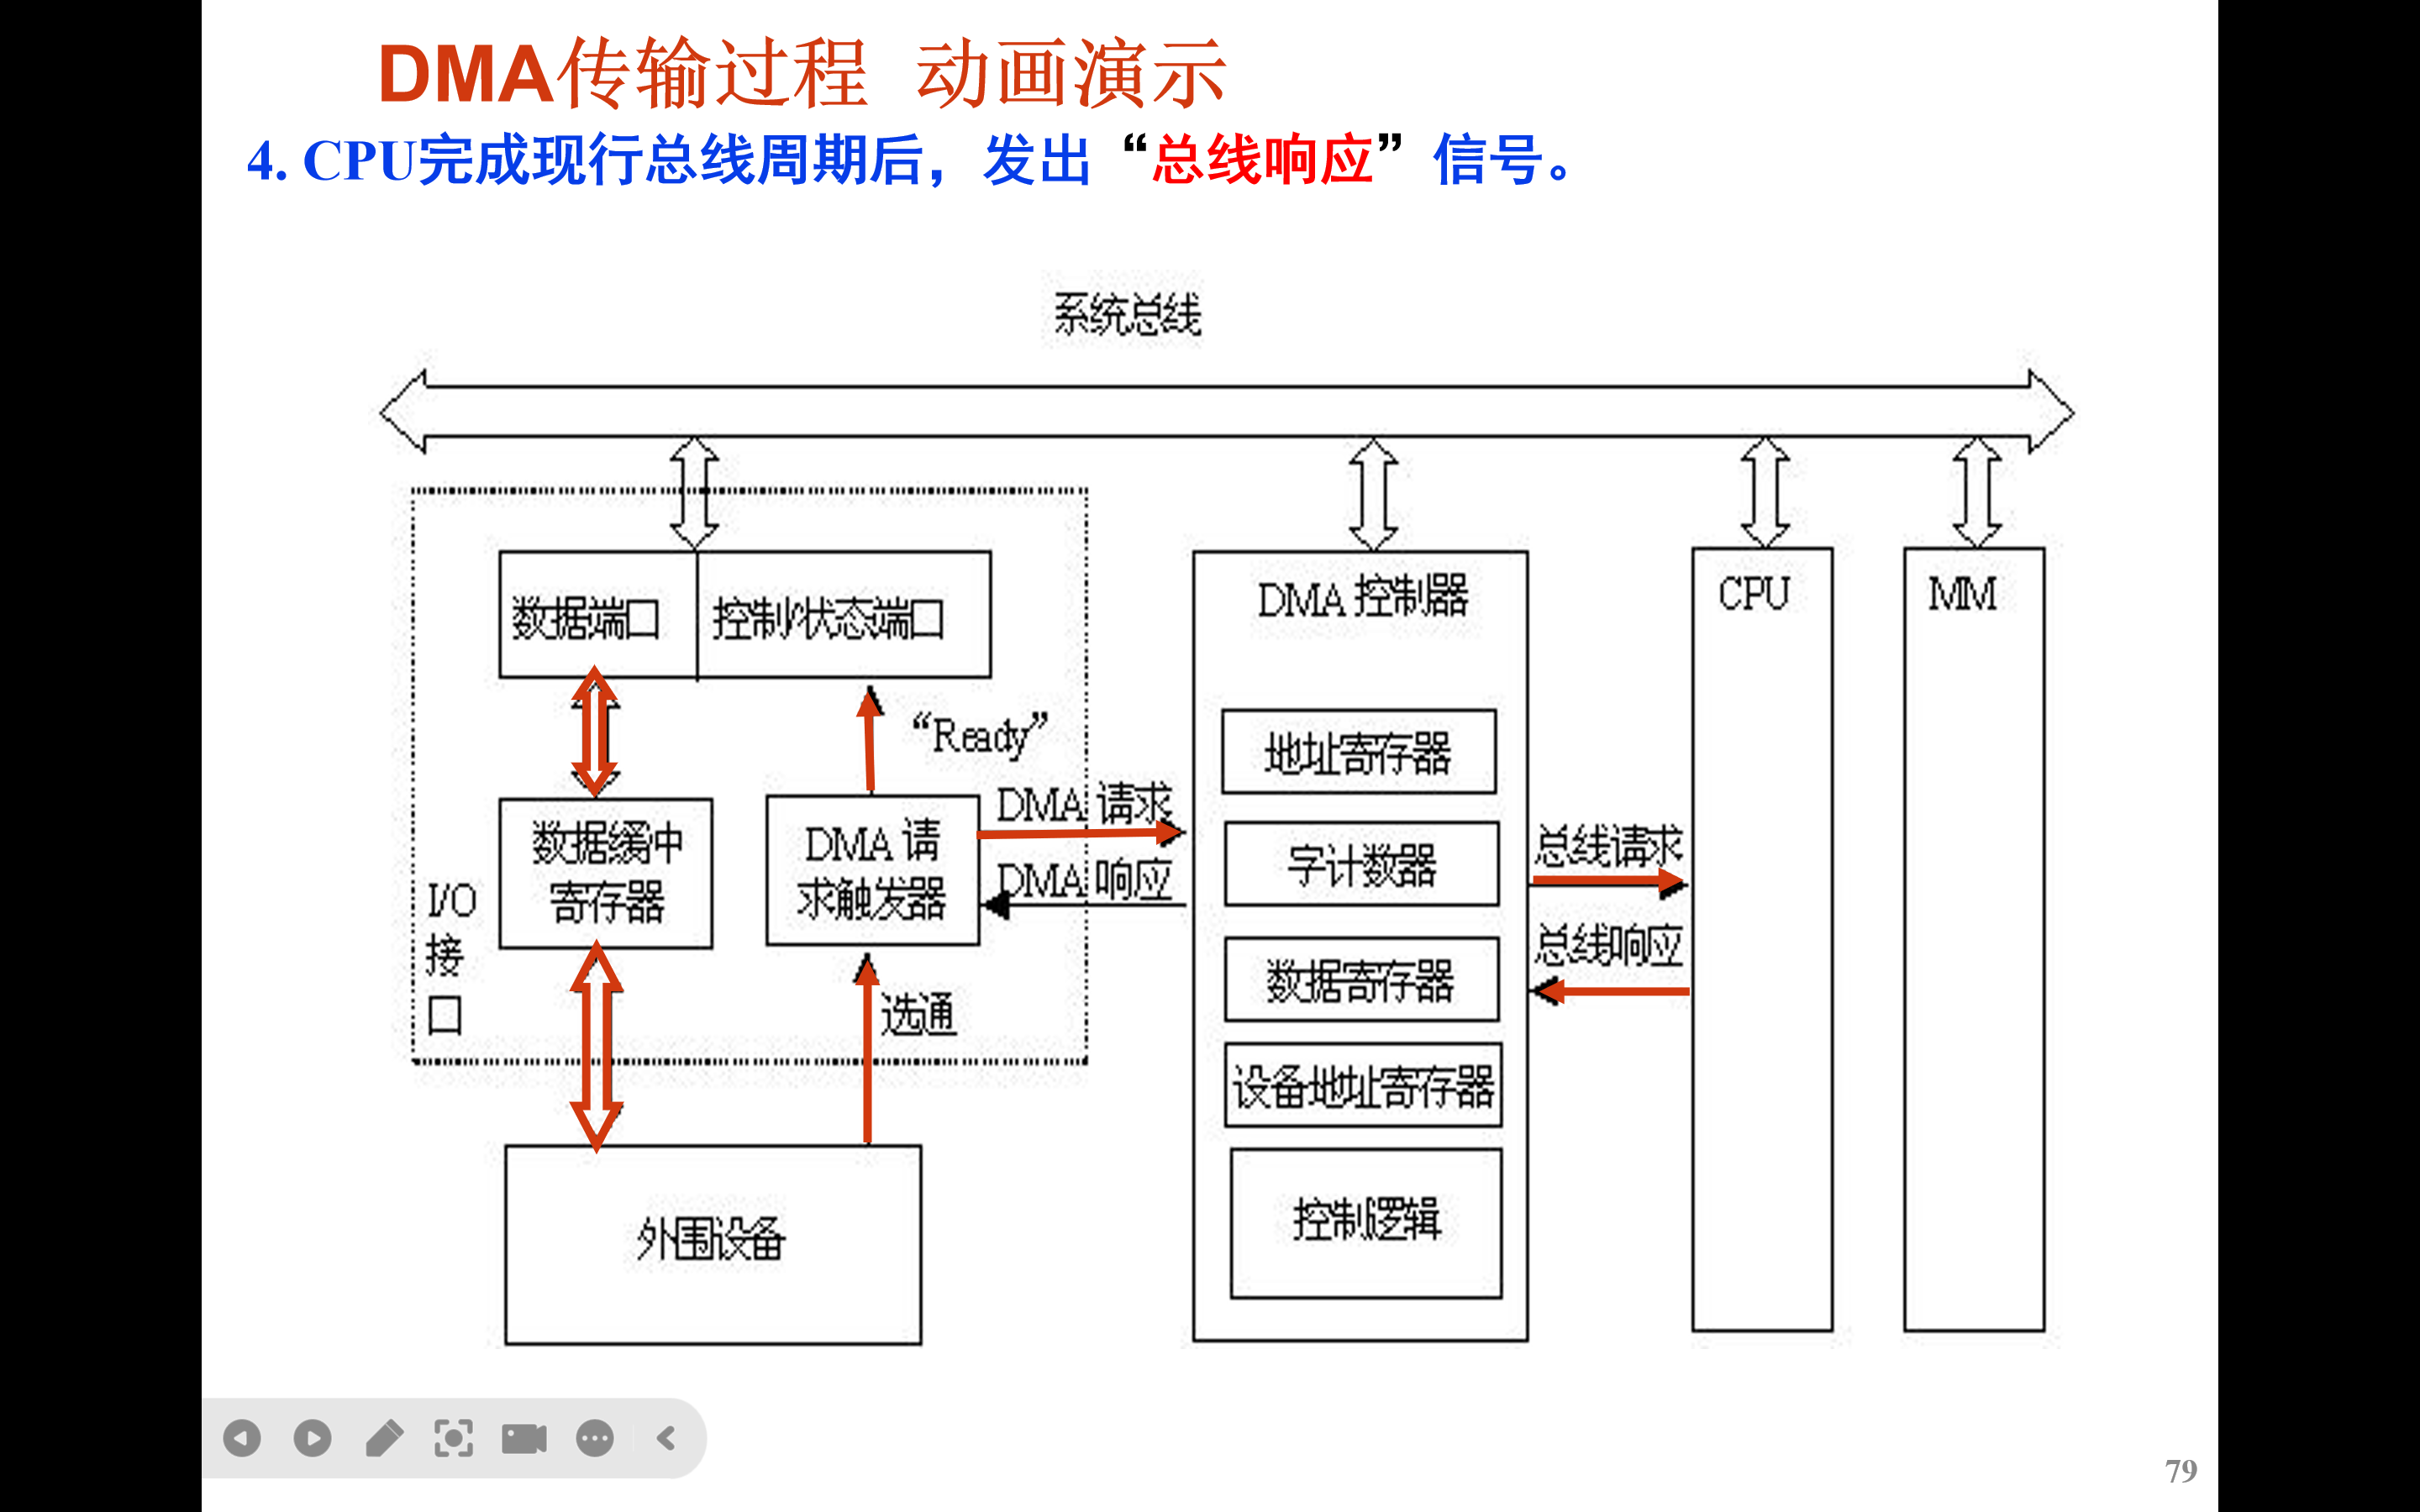 DMA传输过程 动画演示
4. CPU完成现行总线周期后，发出“总线响应”信号。
系统总线
数据端口
控制/状态端口
DMA 控制器
CPU
MM
“Ready”
地址寄存器
DMA 请求
数据缓冲
寄存器
DMA 请
求触发器
DMA 响应
字计数器
总线请求
I/O
接
口
总线响应
数据寄存器
选通
设备地址寄存器
控制逻辑
外围设备
79